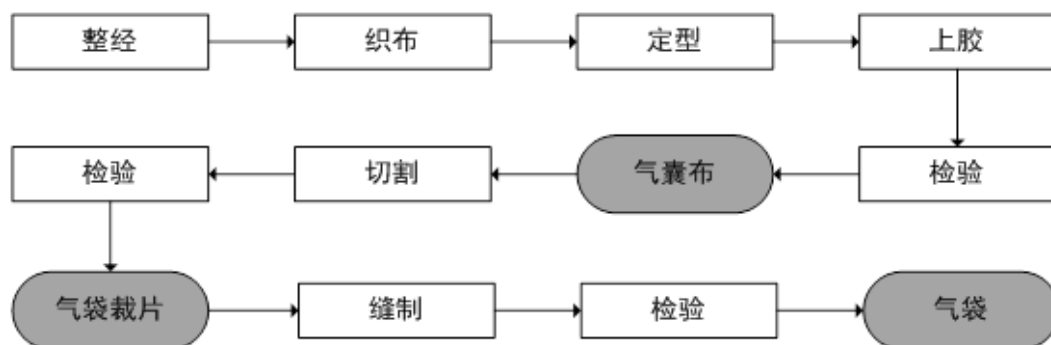 整经 织布 定型 上胶
检验 切割 气囊布 检验
气袋裁片 缝制 检验 气袋